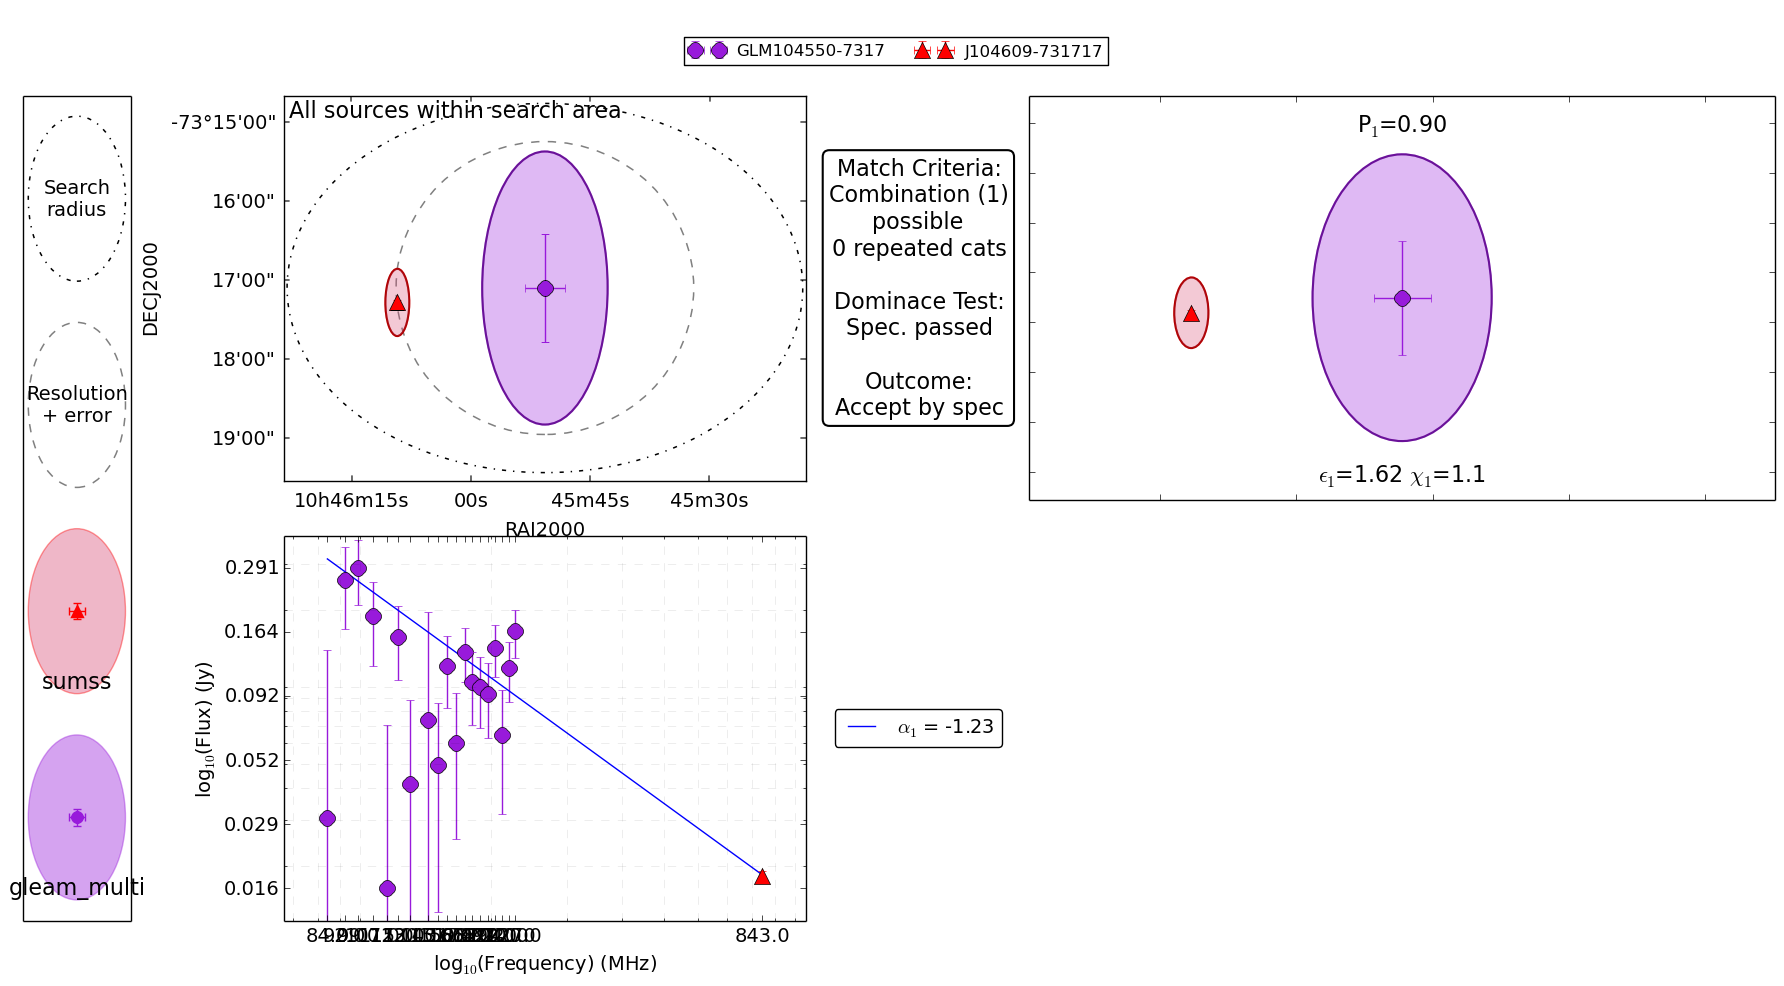 GLM104550-7317 J104609-731717
Search
radius
Resolution
+ error
sumss
gleam_multi
All sources within search area
-73°15'00"
16'00"
17'00"
18'00"
19'00"
DECJ2000
10h46m15s 00s 45m45s 45m30s
RAJ2000
Match Criteria:
Combination (1)
possible
0 repeated cats
Dominace Test:
Spec. passed
Outcome:
Accept by spec
P₁=0.90
ϵ₁=1.62 χ₁=1.1
0.291
0.164
0.092
0.052
0.029
0.016
log₁₀(Flux) (Jy)
843.0
log₁₀(Frequency) (MHz)
α₁ = -1.23